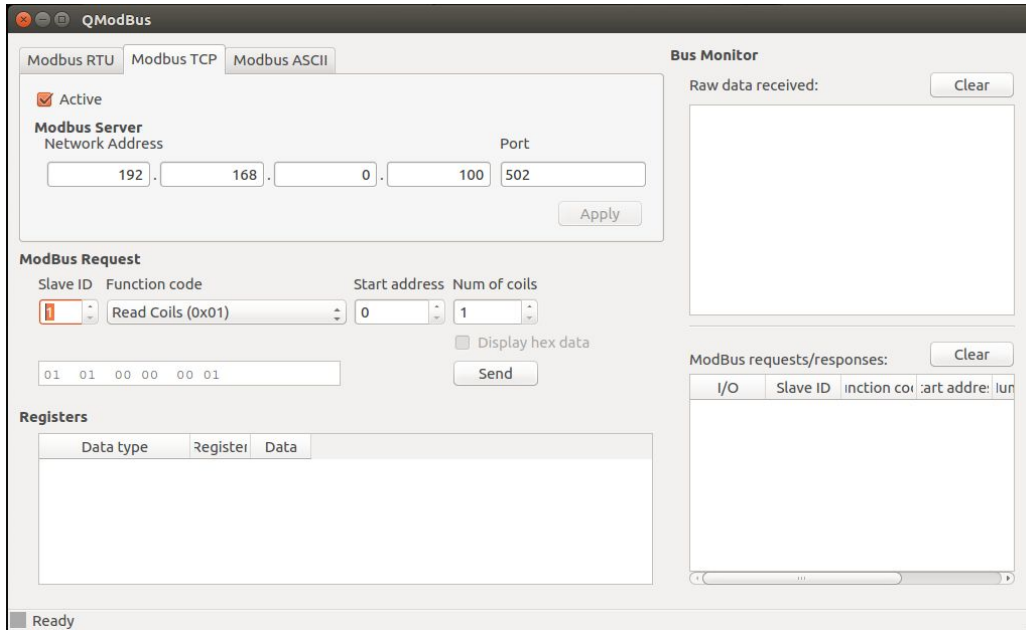 QModBus
Modbus RTU Modbus TCP Modbus ASCII
Active
Modbus Server
Network Address Port
192 . 168 . 0 . 100 502
Apply
ModBus Request
Slave ID Function code Start address Num of coils
1 Read Coils (0x01) 0 1
Display hex data
01 01 00 00 00 01 Send
Registers
Data type Register Data
Bus Monitor
Raw data received: Clear
ModBus requests/responses: Clear
I/O Slave ID
Ready